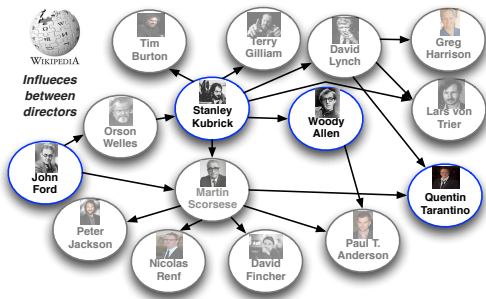 WIKIPEDIA
Influeces
between
directors
Tim
Burton
Terry
Gilliam
David
Lynch
Greg
Harrison
Orson
Welles
Stanley
Kubrick
Woody
Allen
Lars von
Trier
John
Ford
Martin
Scorsese
Quentin
Tarantino
Peter
Jackson
Nicolas
Renf
David
Fincher
Paul T.
Anderson